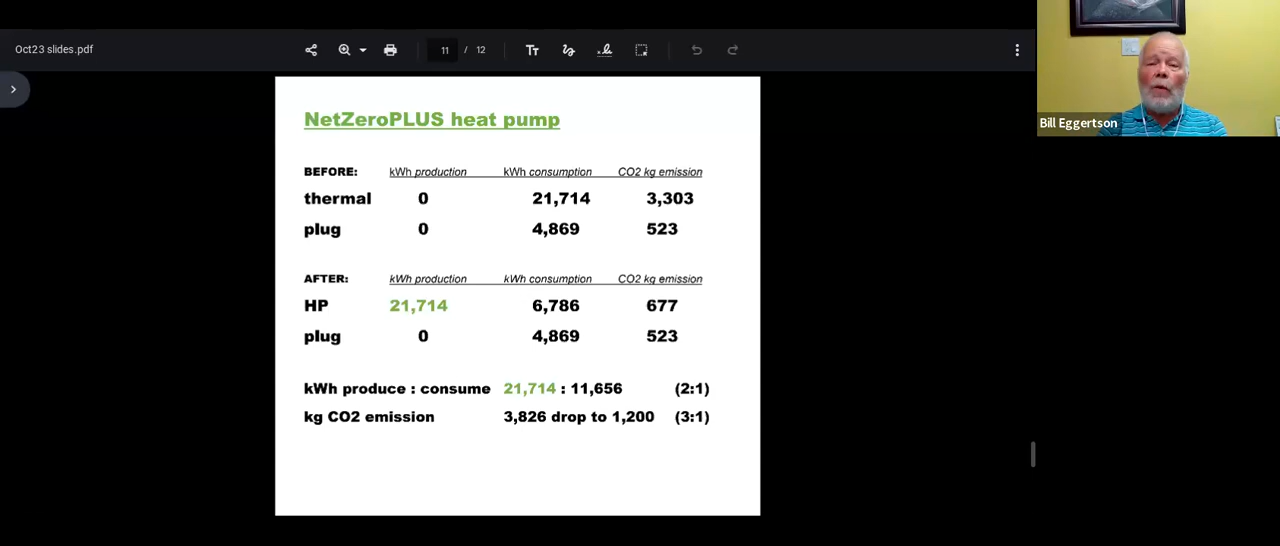 Oct23 slides.pdf
11 / 12
Bill Eggertson
NetZeroPLUS heat pump
BEFORE: kWh production kWh consumption CO2 kg emission
thermal 0 21,714 3,303
plug 0 4,869 523
AFTER: kWh production kWh consumption CO2 kg emission
HP 21,714 6,786 677
plug 0 4,869 523
kWh produce : consume 21,714 : 11,656 (2:1)
kg CO2 emission 3,826 drop to 1,200 (3:1)